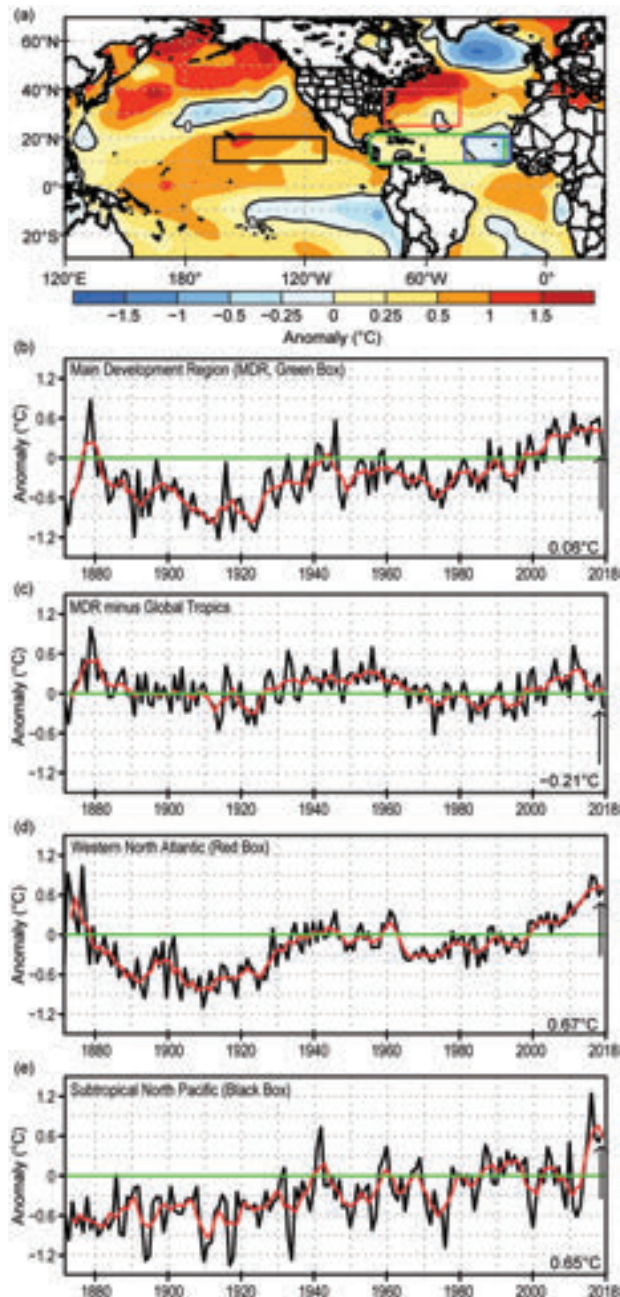 (a)
60°N
40°N
20°N
0°N
20°S
120°E 180° 120°W 60°W 0°
−1.5 −1 −0.5 −0.25 0 0.25 0.5 1 1.5
Anomaly (°C)
(b)
Main Development Region (MDR, Green Box)
Anomaly (°C)
1.2
0.6
0
−0.6
−1.2
0.06°C
1880 1900 1920 1940 1960 1980 2000 2018
(c)
MDR minus Global Tropics
Anomaly (°C)
1.2
0.6
0
−0.6
−1.2
−0.21°C
1880 1900 1920 1940 1960 1980 2000 2018
(d)
Western North Atlantic (Red Box)
Anomaly (°C)
1.2
0.6
0
−0.6
−1.2
0.67°C
1880 1900 1920 1940 1960 1980 2000 2018
(e)
Subtropical North Pacific (Black Box)
Anomaly (°C)
1.2
0.6
0
−0.6
−1.2
0.65°C
1880 1900 1920 1940 1960 1980 2000 2018